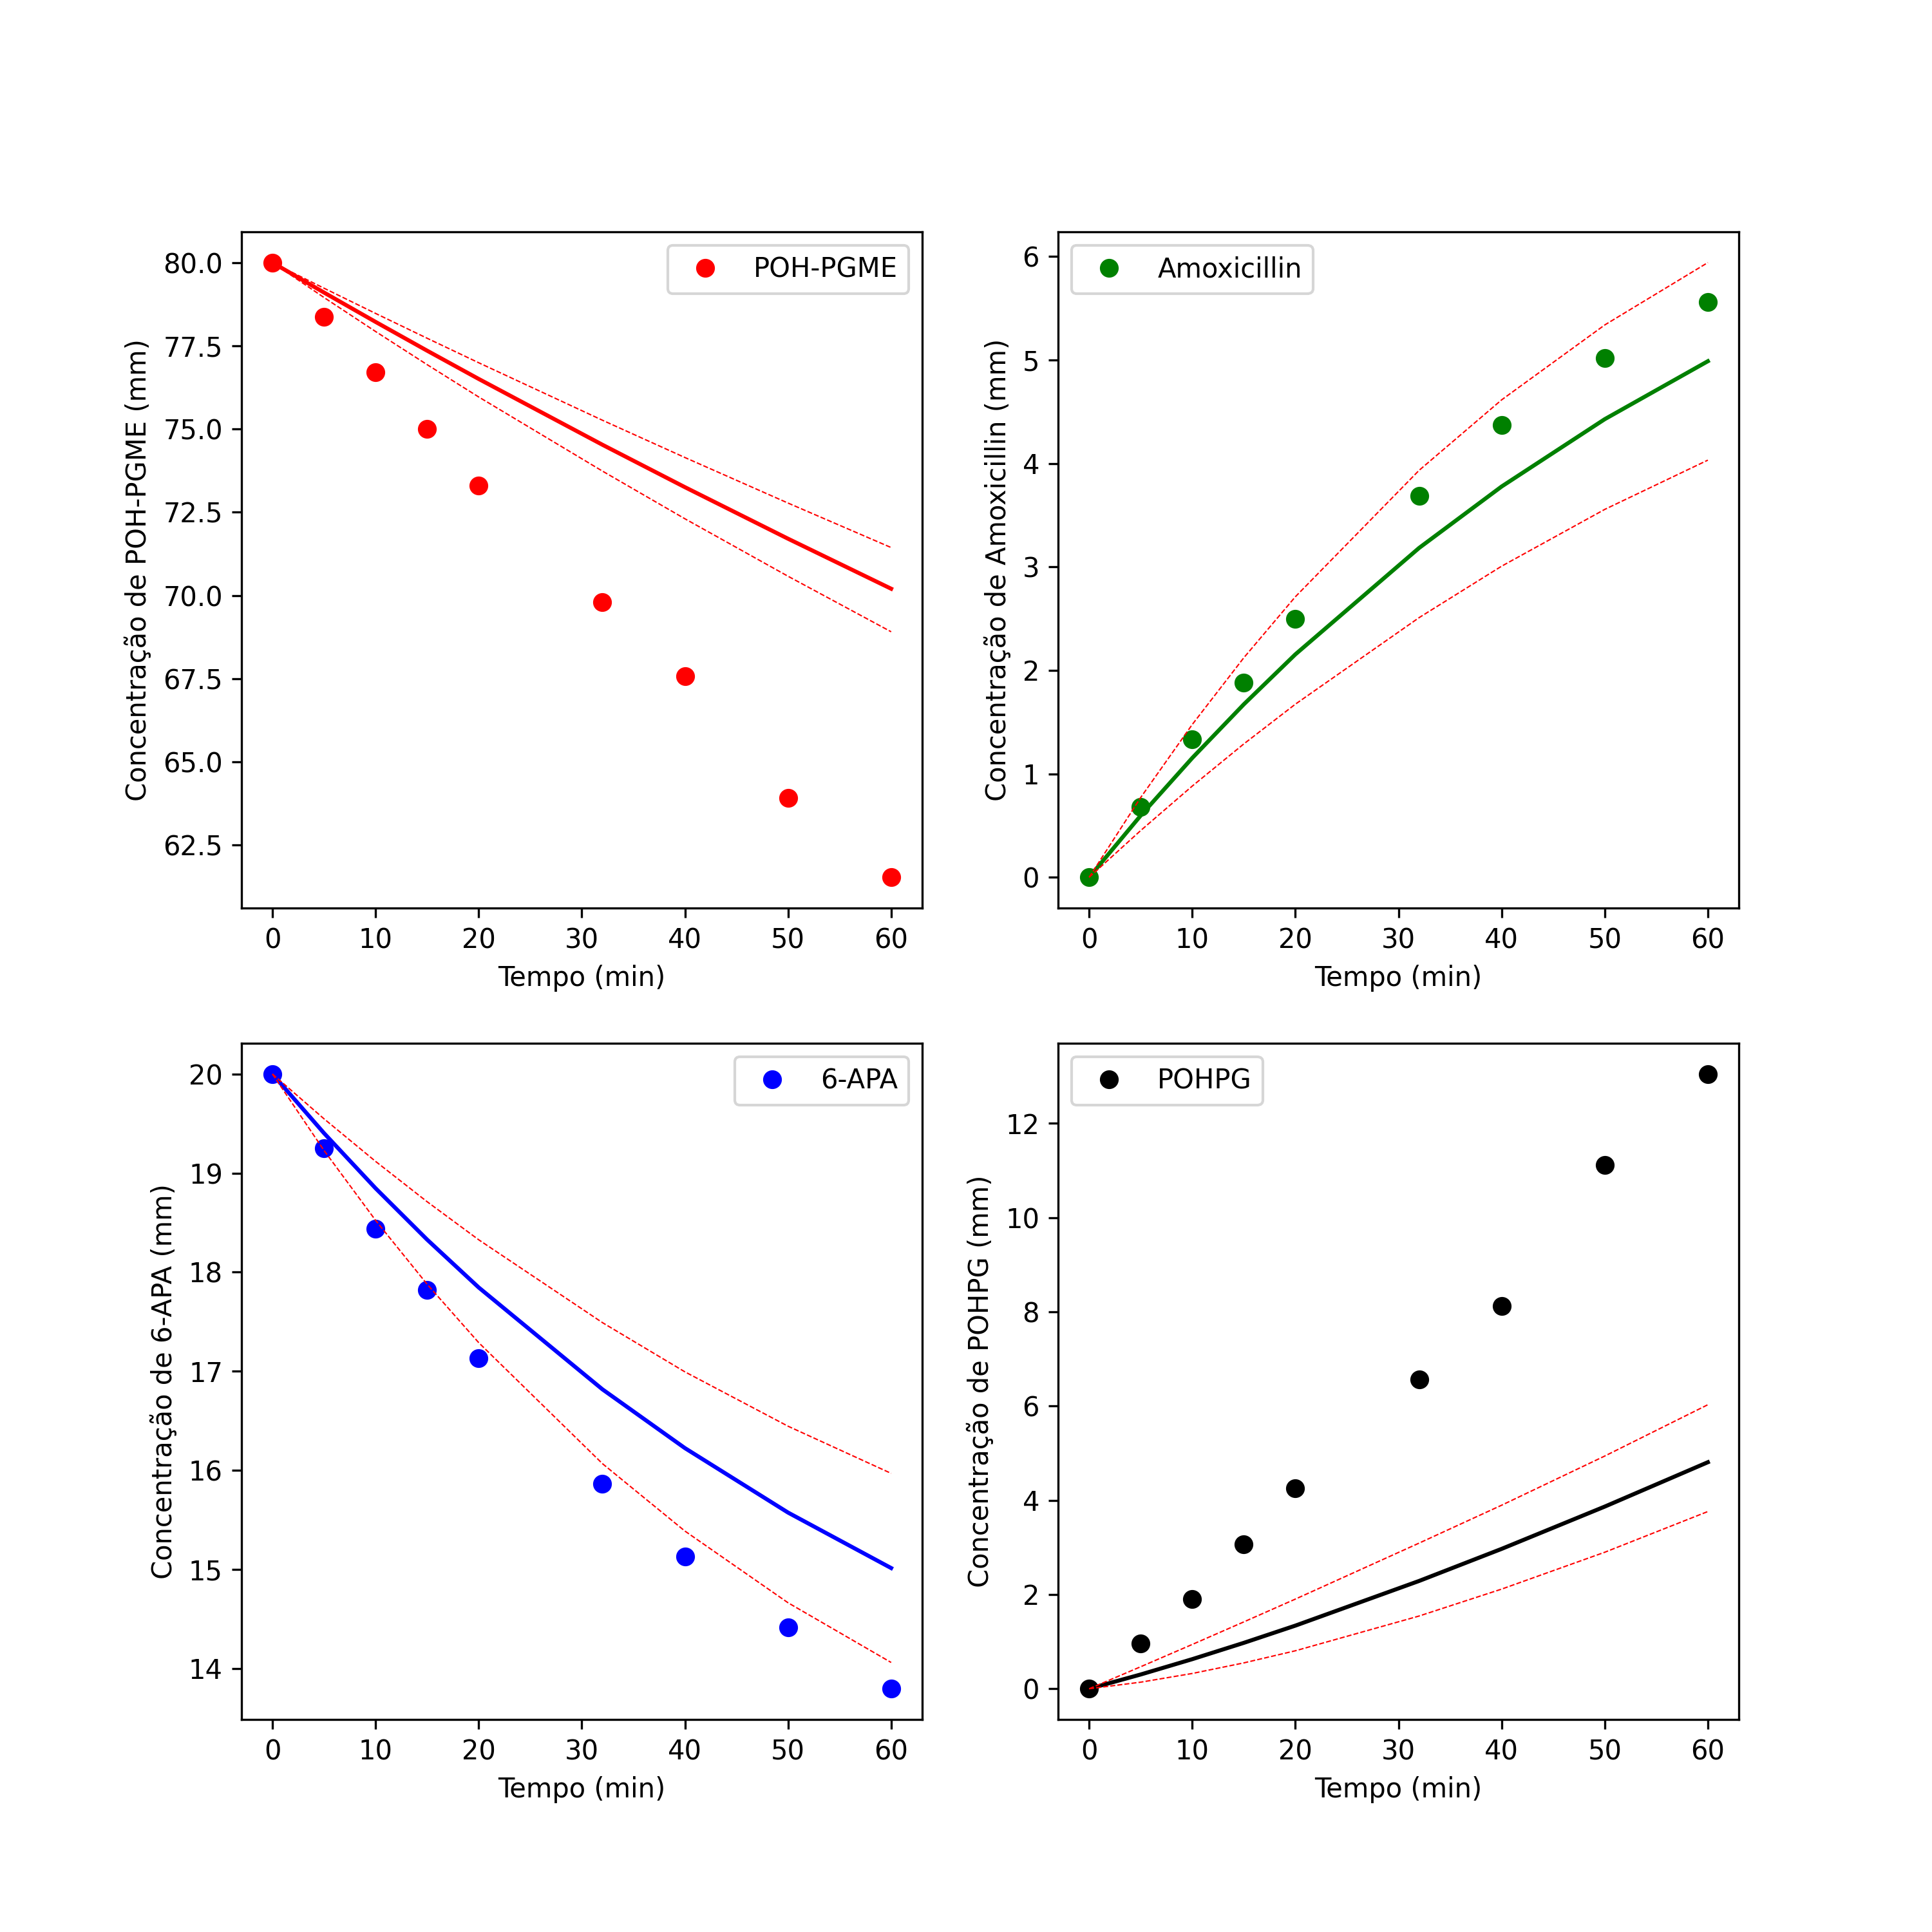 POH-PGME
80.0
77.5
75.0
72.5
70.0
67.5
65.0
62.5
Concentração de POH-PGME (mm)
0 10 20 30 40 50 60
Tempo (min)
Amoxicillin
6
5
4
3
2
1
0
Concentração de Amoxicillin (mm)
0 10 20 30 40 50 60
Tempo (min)
6-APA
20
19
18
17
16
15
14
Concentração de 6-APA (mm)
0 10 20 30 40 50 60
Tempo (min)
POHPG
12
10
8
6
4
2
0
Concentração de POHPG (mm)
0 10 20 30 40 50 60
Tempo (min)